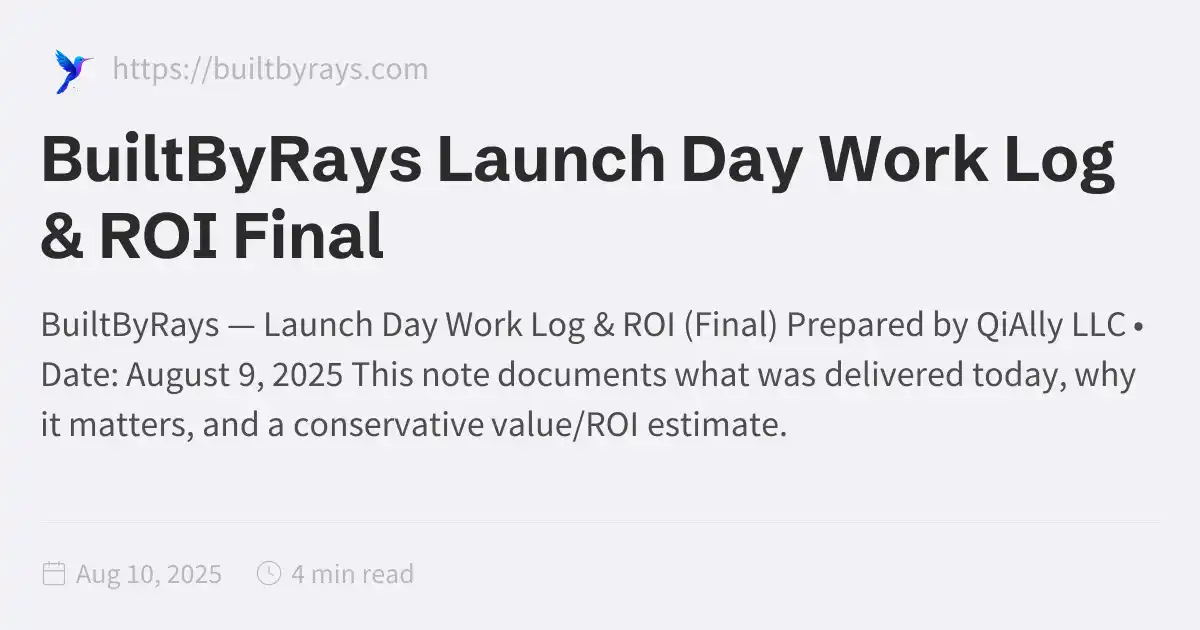 https://builtbyrays.com
BuiltByRays Launch Day Work Log
& ROI Final
BuiltByRays — Launch Day Work Log & ROI (Final) Prepared by QiAlly LLC •
Date: August 9, 2025 This note documents what was delivered today, why
it matters, and a conservative value/ROI estimate.
Aug 10, 2025 4 min read